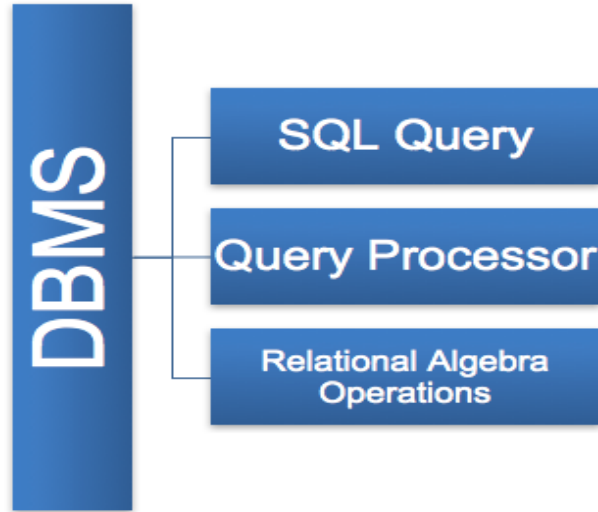 DBMS
SQL Query
Query Processor
Relational Algebra
Operations